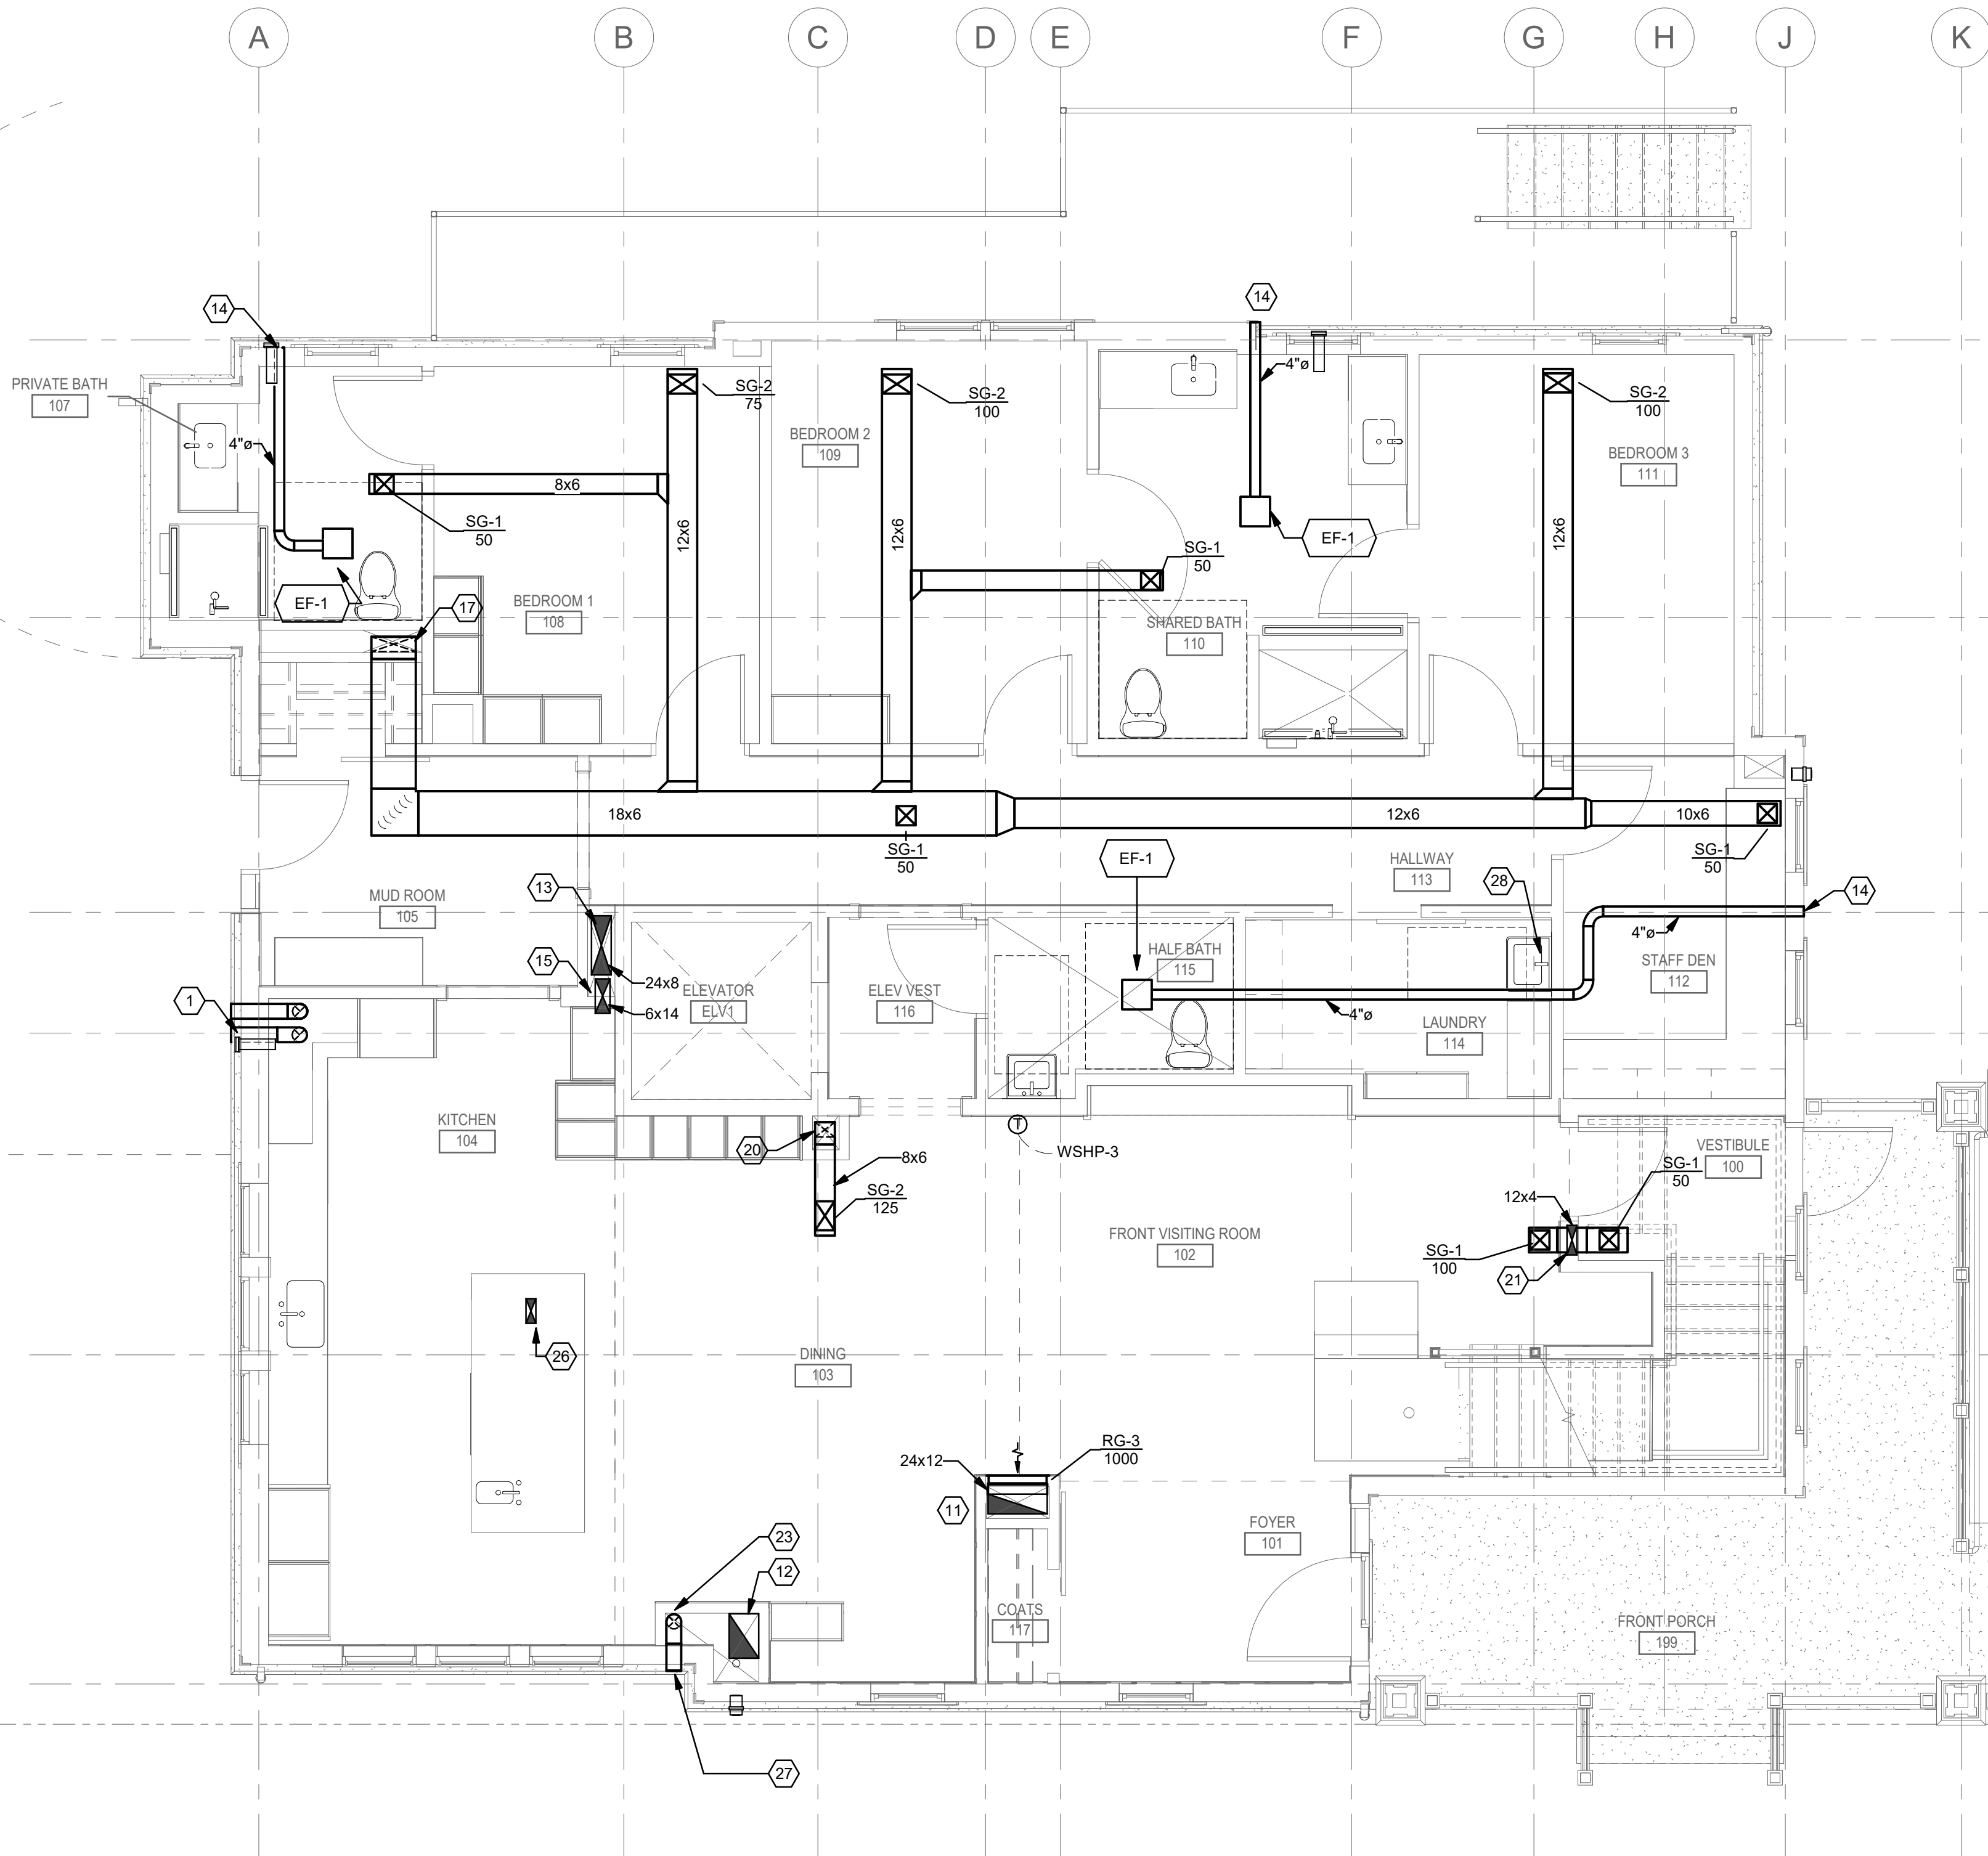 A
B
C
D
E
F
G
H
J
K
14
14
PRIVATE BATH
107
4"ø
4"ø
SG-2
75
SG-2
100
SG-2
100
BEDROOM 2
109
BEDROOM 3
111
8x6
SG-1
50
12x6
12x6
12x6
EF-1
SG-1
50
EF-1
17
BEDROOM 1
108
SHARED BATH
110
18x6
12x6
10x6
SG-1
50
SG-1
50
EF-1
HALLWAY
113
28
14
MUD ROOM
105
13
4"ø
15
24x8
6x14
ELEVATOR
ELV1
ELEV VEST
116
HALF BATH
115
STAFF DEN
112
1
4"ø
LAUNDRY
114
KITCHEN
104
20
T
WSHP-3
8x6
SG-2
125
VESTIBULE
100
SG-1
50
12x4
FRONT VISITING ROOM
102
SG-1
100
21
26
DINING
103
RG-3
1000
24x12
11
FOYER
101
23
12
COATS
117
FRONT PORCH
199
27